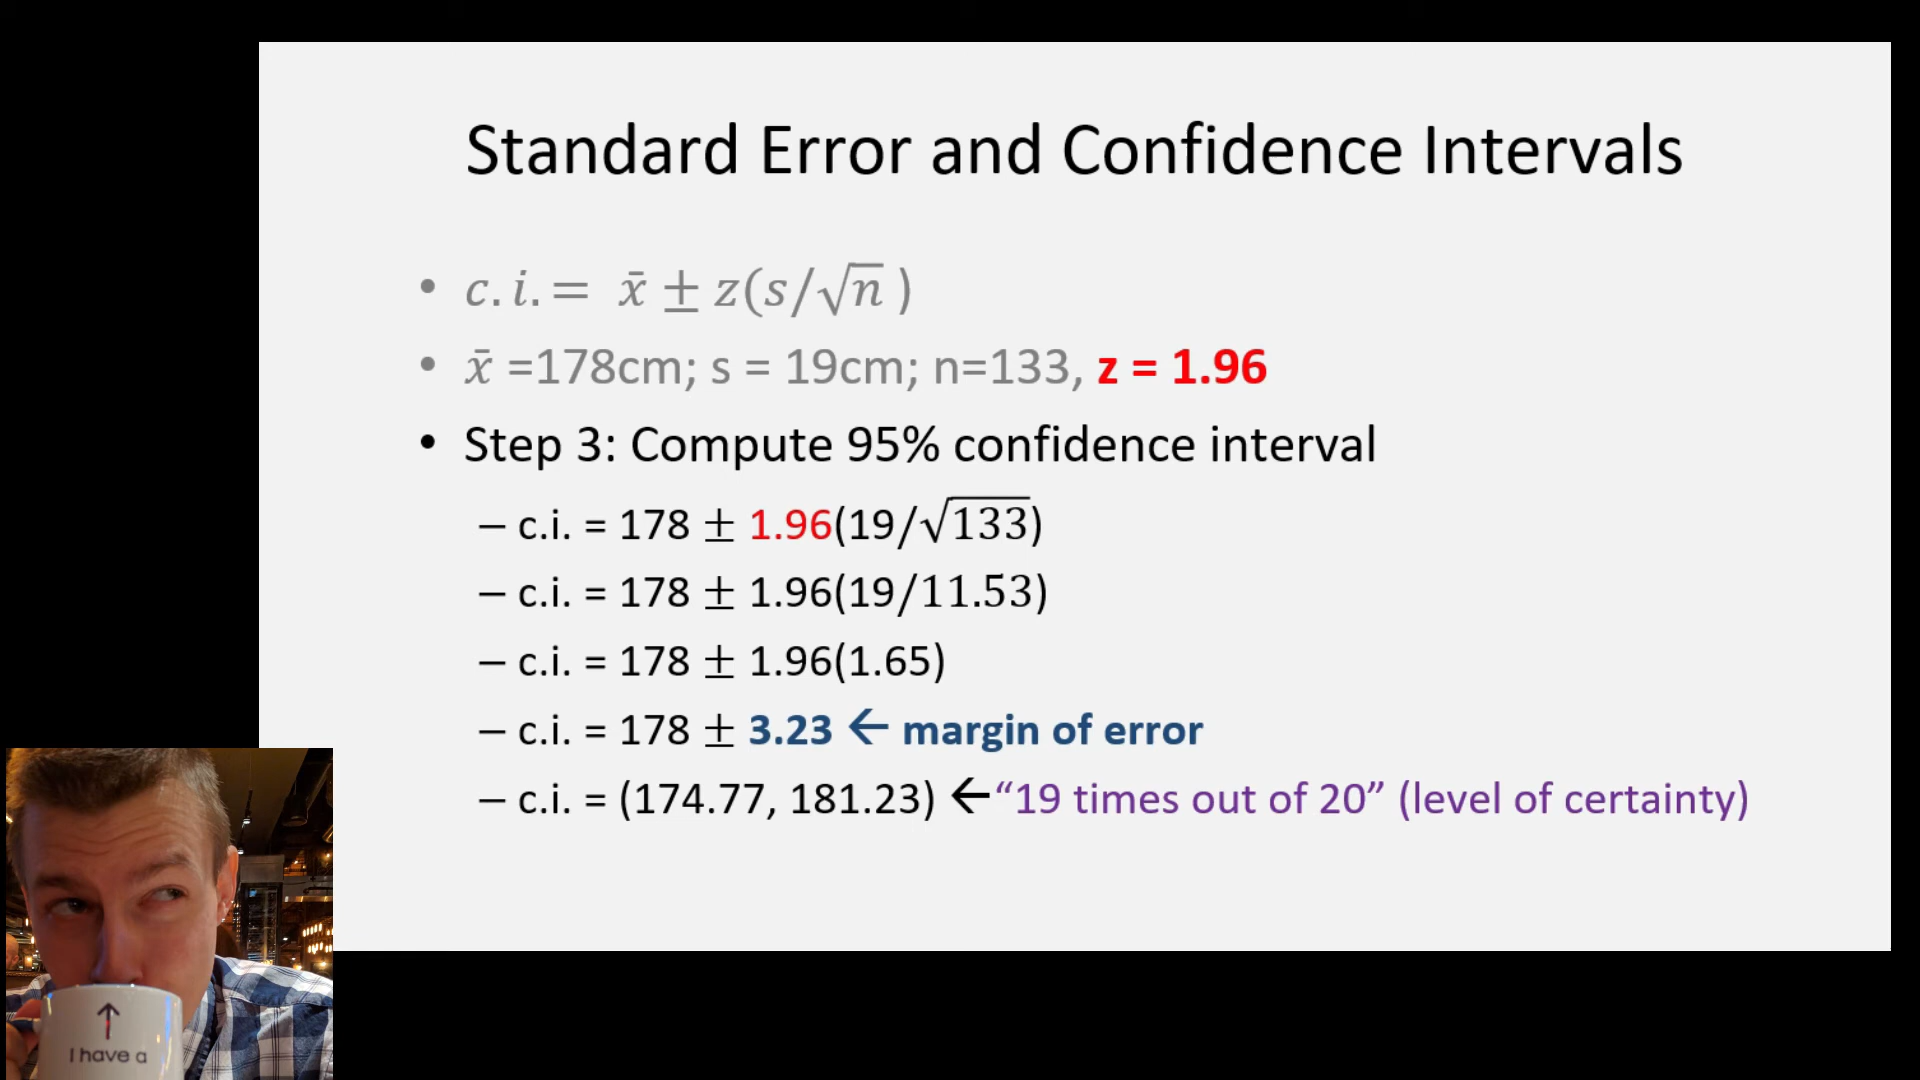 Standard Error and Confidence Intervals
• c. i. = x̄ ± z(s/√n )
• x̄ =178cm; s = 19cm; n=133, z = 1.96
• Step 3: Compute 95% confidence interval
– c.i. = 178 ± 1.96(19/√133)
– c.i. = 178 ± 1.96(19/11.53)
– c.i. = 178 ± 1.96(1.65)
– c.i. = 178 ± 3.23 ← margin of error
– c.i. = (174.77, 181.23) ←“19 times out of 20” (level of certainty)
I have a